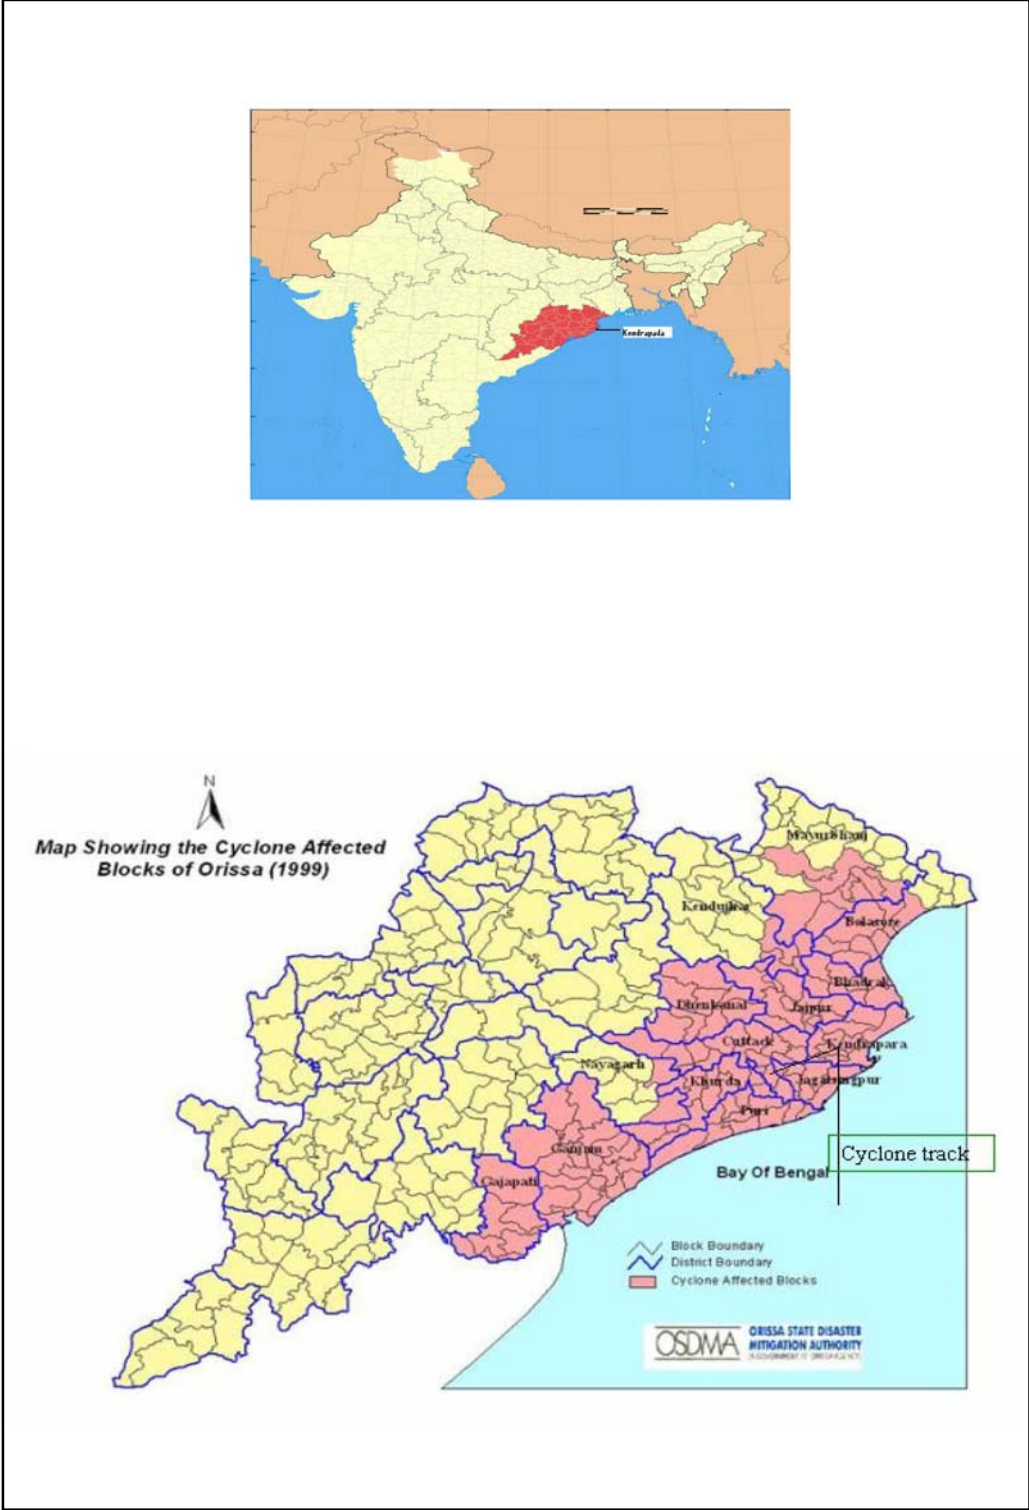 Kendrapada
N
Map Showing the Cyclone Affected
Blocks of Orissa (1999)
Mayurbhanj
Kendujhar
Balasore
Bhadrak
Dhenkanal
Jajpur
Cuttack
Kendrapara
Nayagarh
Khurda
Jagatsingpur
Puri
Ganjam
Cyclone track
Gajapati
Bay Of Bengal
Block Boundary
District Boundary
Cyclone Affected Blocks
OSDMA
ORISSA STATE DISASTER
MITIGATION AUTHORITY